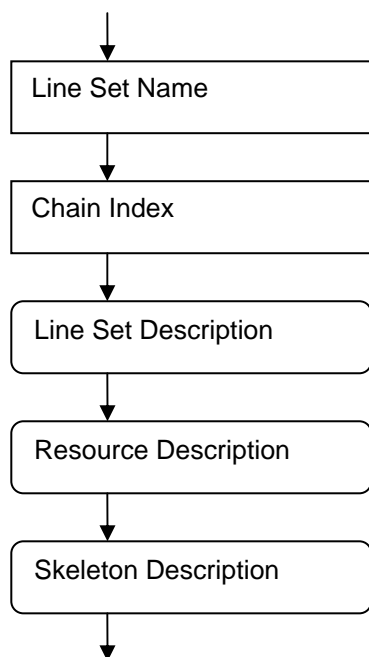 Line Set Name
Chain Index
Line Set Description
Resource Description
Skeleton Description